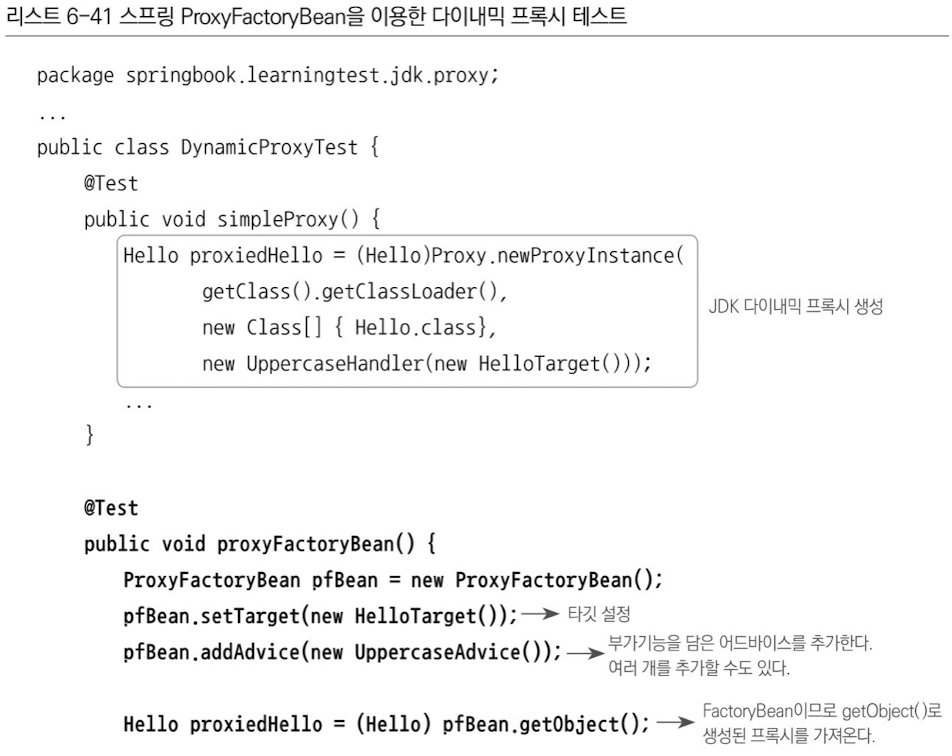 리스트 6-41 스프링 ProxyFactoryBean을 이용한 다이내믹 프록시 테스트
package springbook.learningtest.jdk.proxy;
...
public class DynamicProxyTest {
@Test
public void simpleProxy() {
Hello proxiedHello = (Hello)Proxy.newProxyInstance(
getClass().getClassLoader(),
new Class[] { Hello.class},
new UppercaseHandler(new HelloTarget()));
JDK 다이내믹 프록시 생성
...
}
@Test
public void proxyFactoryBean() {
ProxyFactoryBean pfBean = new ProxyFactoryBean();
pfBean.setTarget(new HelloTarget()); → 타깃 설정
pfBean.addAdvice(new UppercaseAdvice()); → 부가기능을 담은 어드바이스를 추가한다.
여러 개를 추가할 수도 있다.
Hello proxiedHello = (Hello) pfBean.getObject(); → FactoryBean이므로 getObject()로
생성된 프록시를 가져온다.